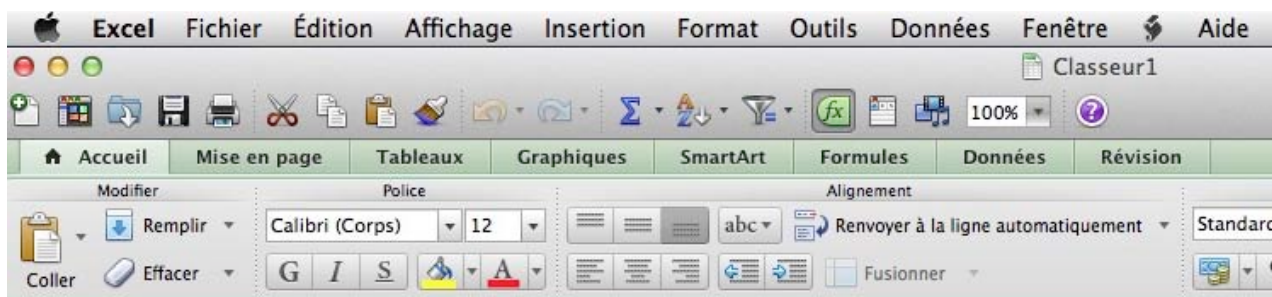 Excel Fichier Édition Affichage Insertion Format Outils Données Fenêtre Aide
Classeur1
fx 100% ?
Accueil Mise en page Tableaux Graphiques SmartArt Formules Données Révision
Modifier Police Alignement
Remplir Calibri (Corps) 12 abc Renvoyer à la ligne automatiquement Standard
Coller Effacer G I S A Fusionner